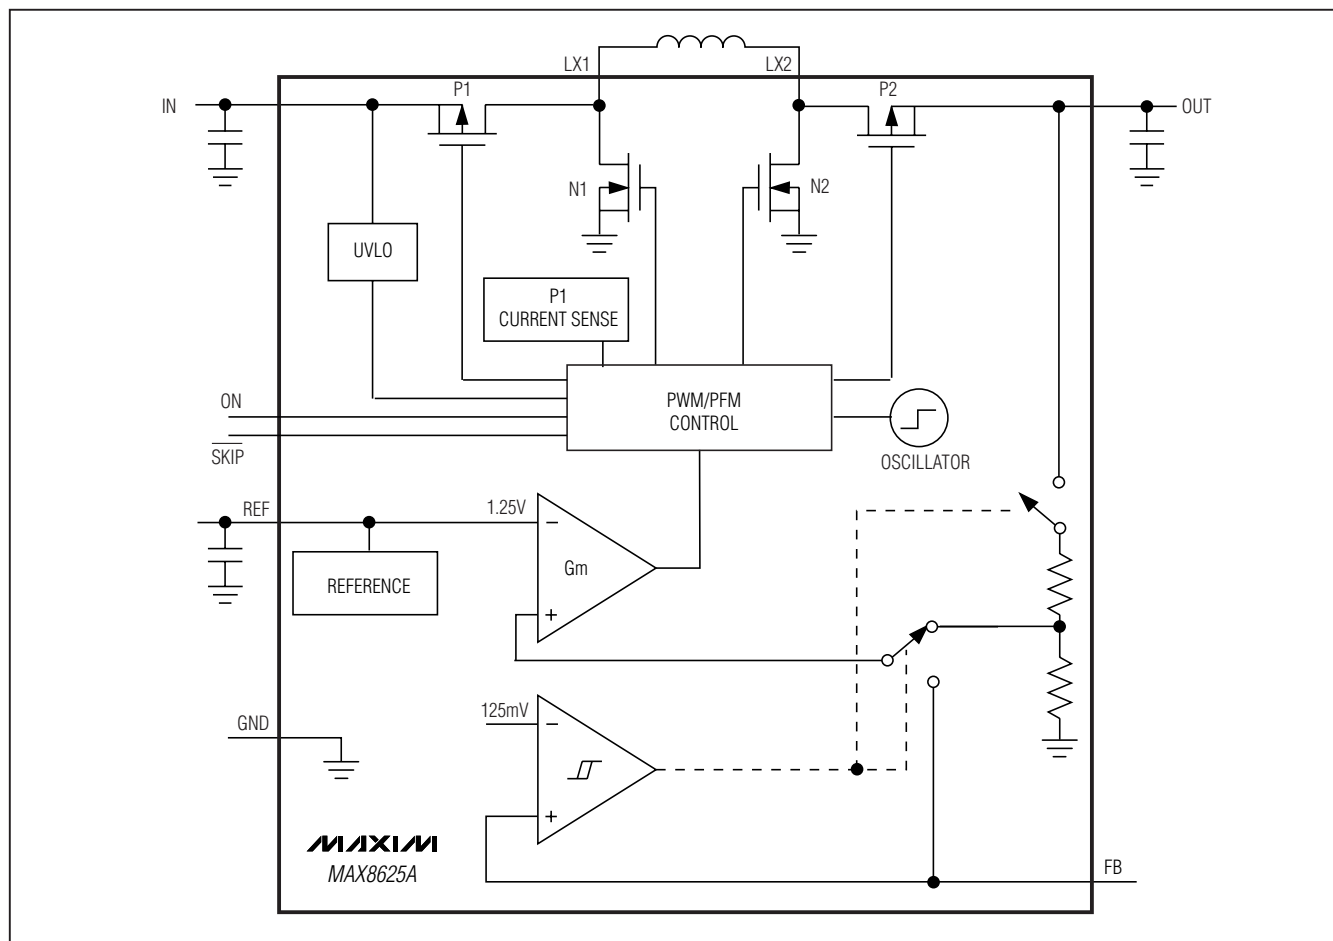 LX1
LX2
P1
P2
IN
OUT
N1
N2
UVLO
P1
CURRENT SENSE
ON
SKIP
PWM/PFM
CONTROL
OSCILLATOR
REF
1.25V
−
Gm
+
REFERENCE
GND
125mV
−
+
MAXIM
MAX8625A
FB